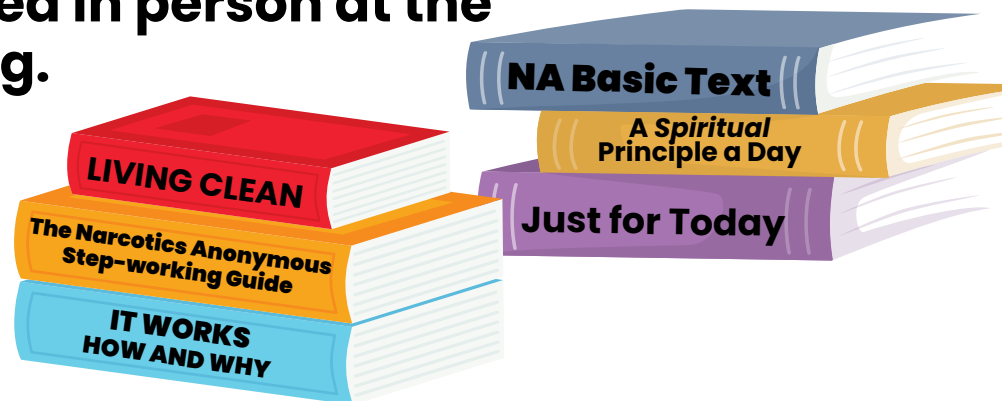 ed in person at the
g.
NA Basic Text
A Spiritual
Principle a Day
Just for Today
LIVING CLEAN
The Narcotics Anonymous
Step-working Guide
IT WORKS
HOW AND WHY